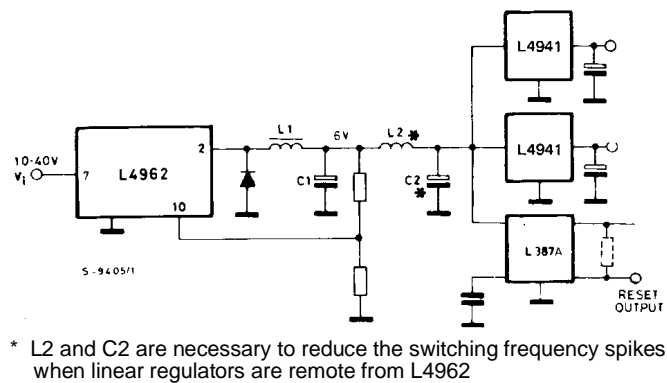 L4941
L1
6V
L2 *
2
10-40V
Vi
7
L4962
C1
C2
*
L4941
10
L387A
S-9405/1
RESET
OUTPUT
* L2 and C2 are necessary to reduce the switching frequency spikes
when linear regulators are remote from L4962